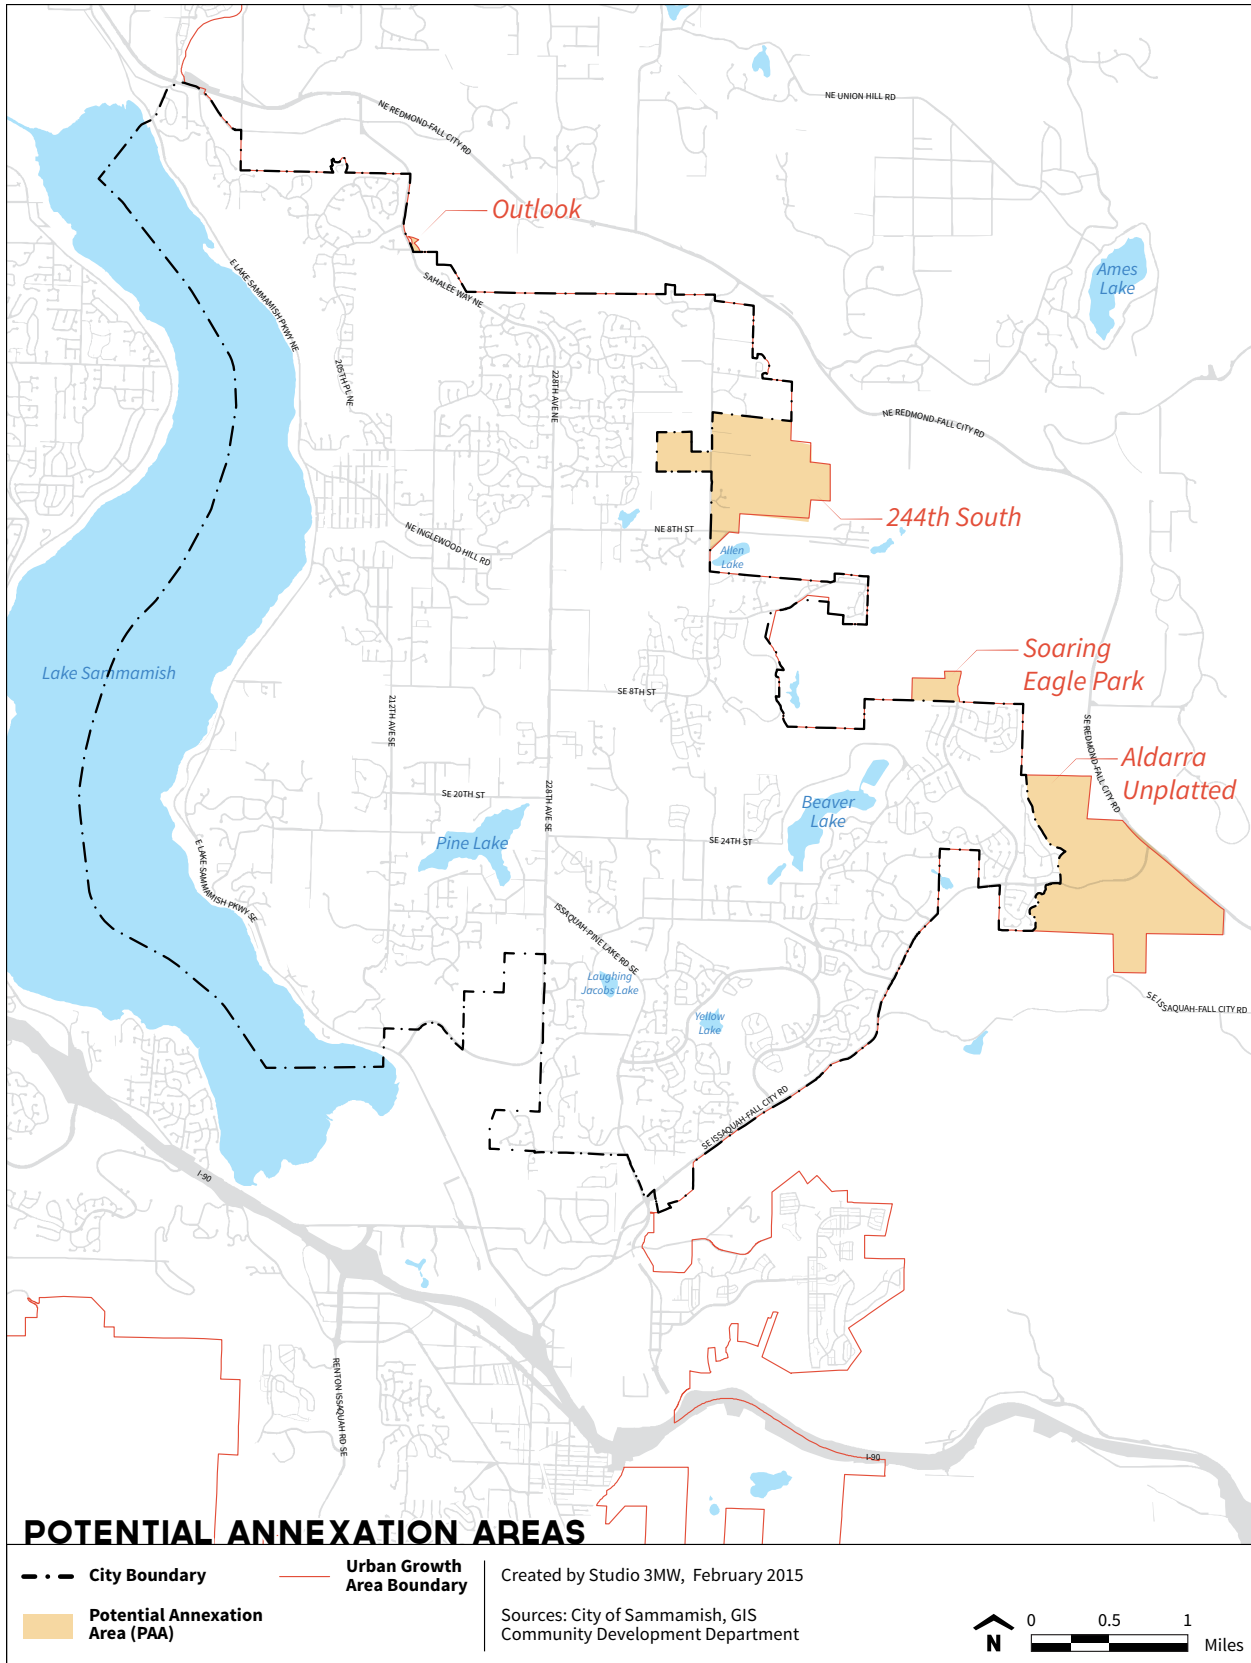 NE UNION HILL RD
NE REDMOND-FALL CITY RD
Outlook
Ames
Lake
E LAKE SAMMAMISH PKWY NE
SAHALEE WAY NE
205TH PL NE
228TH AVE NE
NE REDMOND-FALL CITY RD
244th South
NE INGLEWOOD HILL RD
NE 8TH ST
Allen
Lake
Soaring
Eagle Park
Lake Sammamish
SE 8TH ST
212TH AVE SE
SE REDMOND-FALL CITY RD
Aldarra
Unplatted
228TH AVE SE
SE 20TH ST
Beaver
Lake
Pine Lake
SE 24TH ST
E LAKE SAMMAMISH PKWY SE
ISSAQUAH-PINE LAKE RD SE
Laughing
Jacobs Lake
Yellow
Lake
SE ISSAQUAH-FALL CITY RD
SE ISSAQUAH-FALL CITY RD
I-90
RENTON ISSAQUAH RD SE
I-90
POTENTIAL ANNEXATION AREAS
City Boundary
Urban Growth
Area Boundary
Potential Annexation
Area (PAA)
Created by Studio 3MW, February 2015
Sources: City of Sammamish, GIS
Community Development Department
N
0 0.5 1
Miles